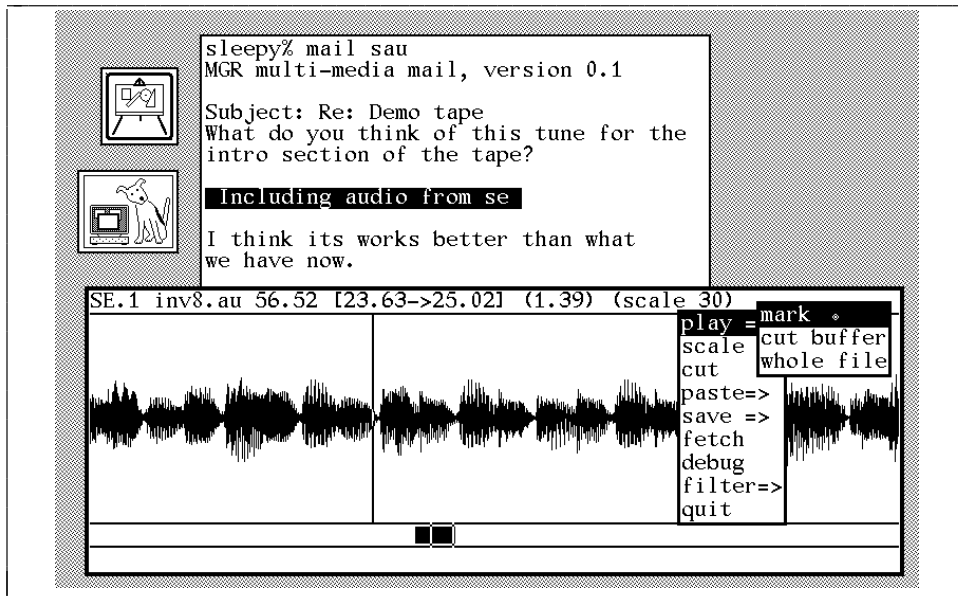 sleepy% mail sau
MGR multi-media mail, version 0.1
Subject: Re: Demo tape
What do you think of this tune for the
intro section of the tape?
Including audio from se
I think its works better than what
we have now.
SE.1 inv8.au 56.52 [23.63->25.02] (1.39) (scale 30)
play =
mark
cut buffer
whole file
scale
cut
paste=>
save =>
fetch
debug
filter=>
quit